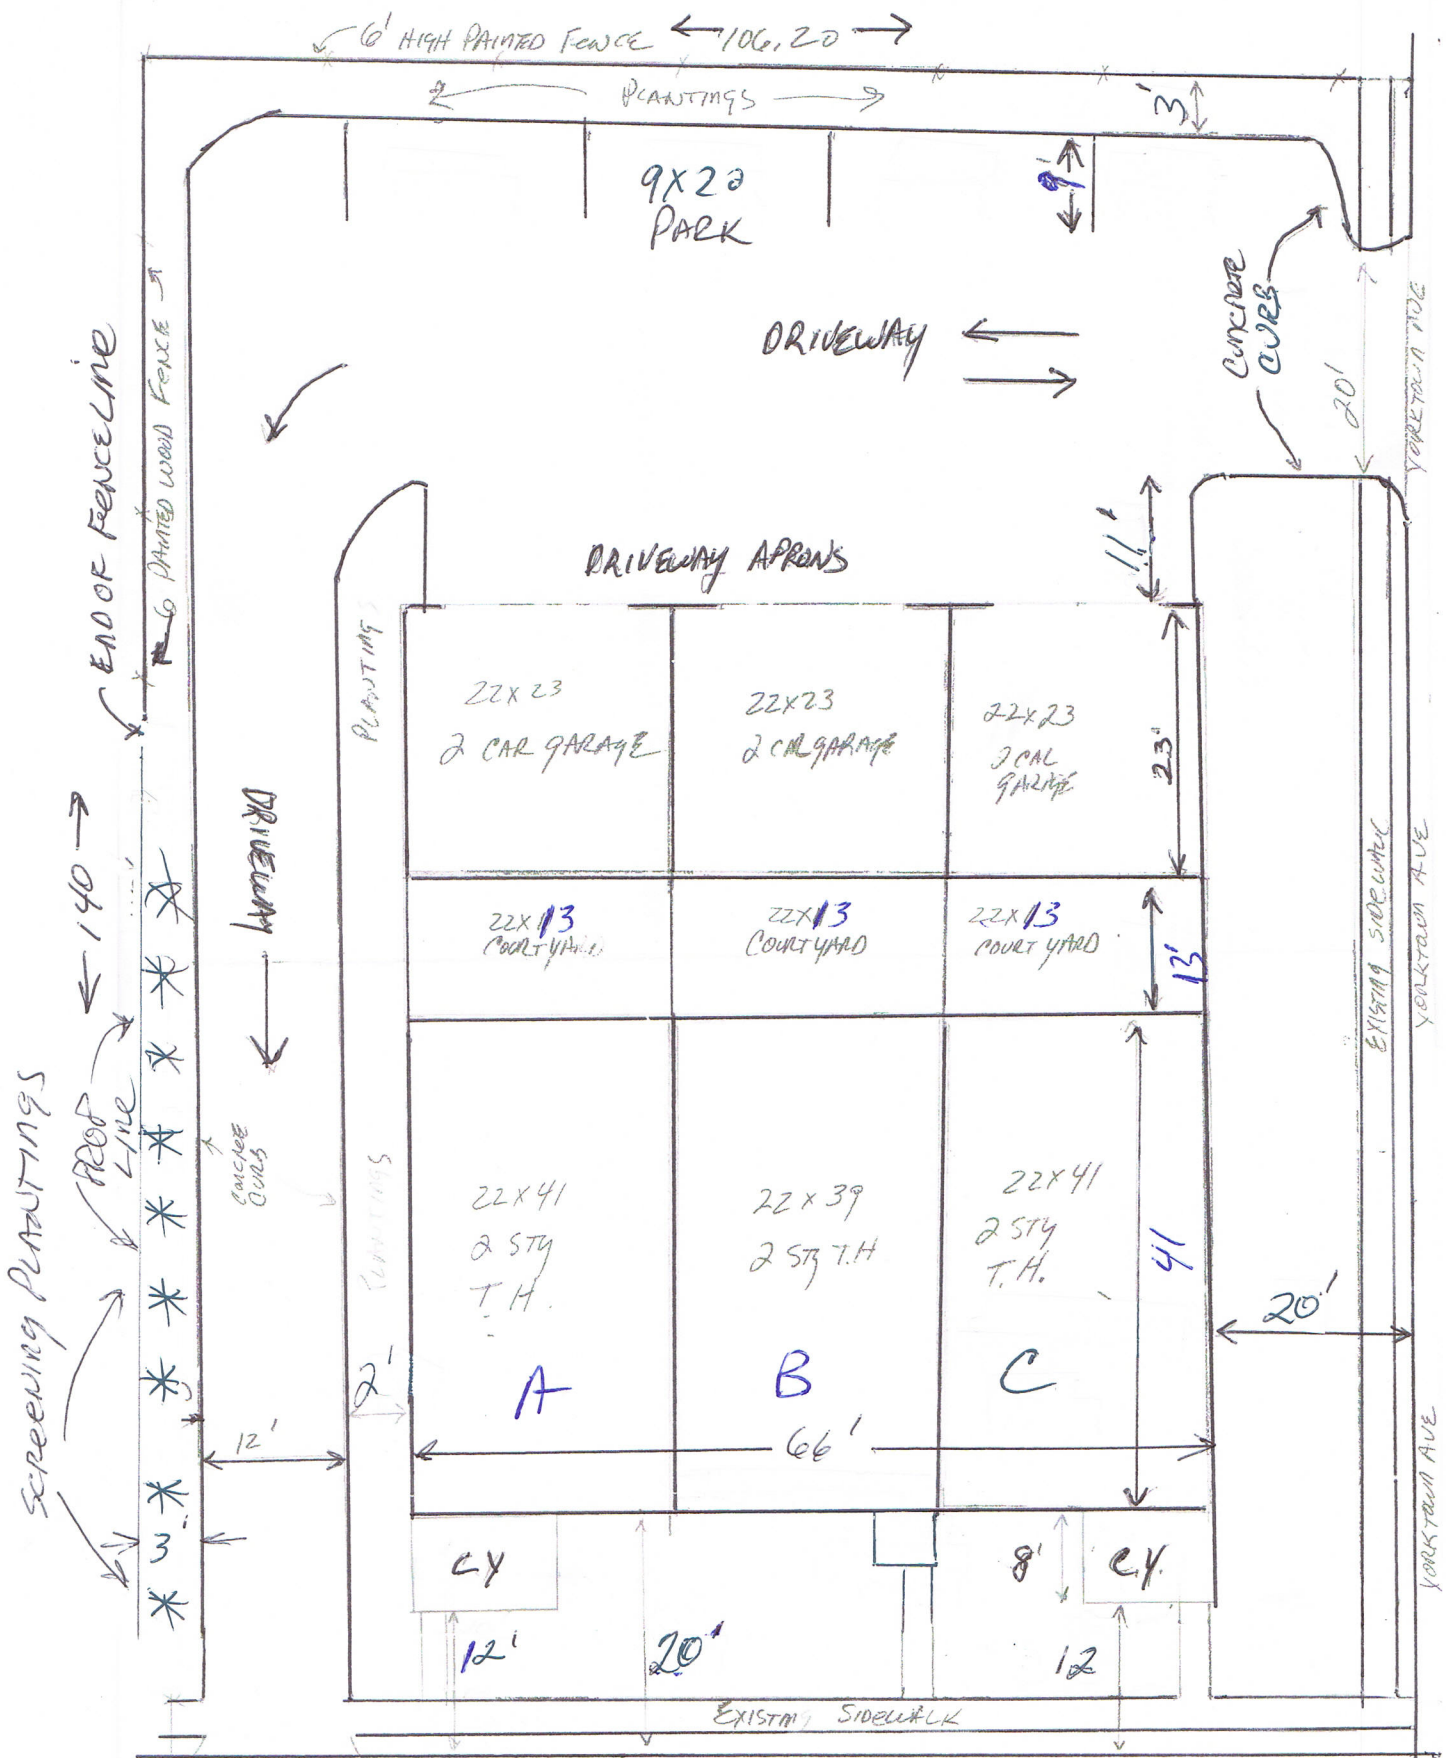 6' HIGH PAINTED FENCE ← 106.20 →
PLANTINGS
3'
9X20
PARK
9'
CONCRETE
CURB
20'
YORKTOWN AVE
DRIVEWAY
END OF FENCE LINE
6 PAINTED WOOD FENCE
11'
DRIVEWAY APRONS
PLANTING
22X23
2 CAR GARAGE
22X23
2 CAR GARAGE
22X23
2 CAR
GARAGE
23'
DRIVEWAY
← 140 →
22X13
COURTYARD
22X13
COURTYARD
22X13
COURT YARD
13'
EXISTING SIDEWALK
YORKTOWN AVE
PROP
LINE
SCREENING PLANTINGS
CONCRETE
CURB
PLANTINGS
22X41
2 STY
T.H.
22X39
2 STY T.H
22X41
2 STY
T.H.
41
20'
A
B
C
2'
66'
12'
YORKTOWN AVE
3
CY
8'
C.Y.
12'
20'
12
EXISTING SIDEWALK